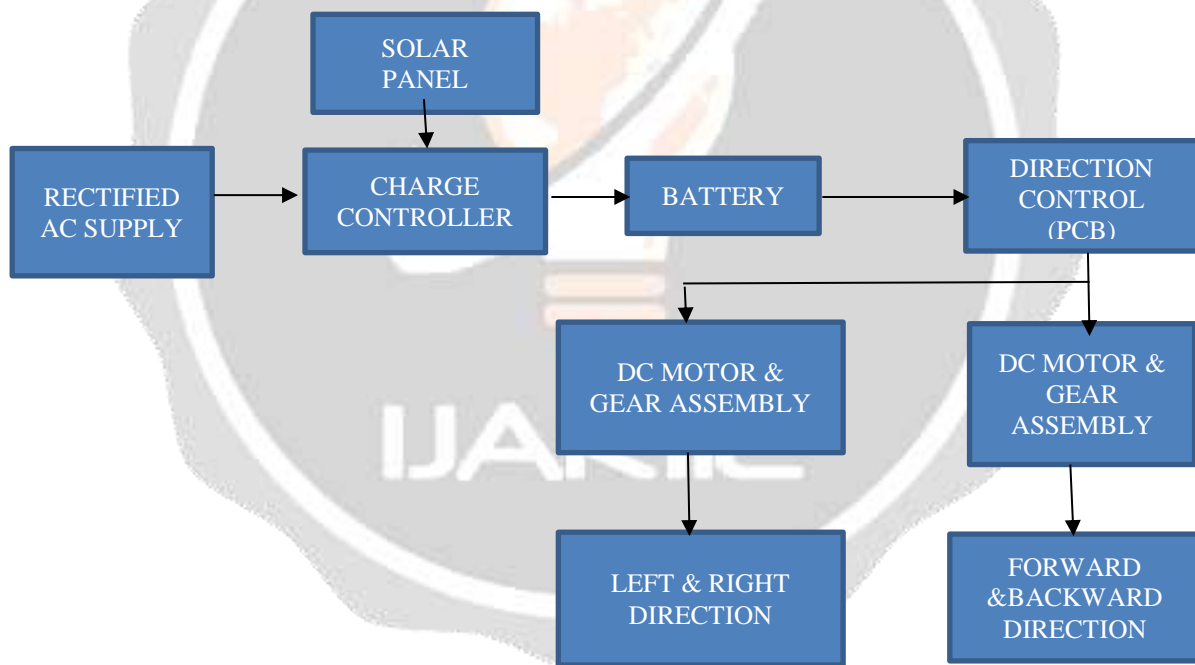 SOLAR
PANEL
RECTIFIED
AC SUPPLY
CHARGE
CONTROLLER
BATTERY
DIRECTION
CONTROL
(PCB)
DC MOTOR &
GEAR ASSEMBLY
DC MOTOR &
GEAR
ASSEMBLY
IJARIIE
LEFT & RIGHT
DIRECTION
FORWARD
&BACKWARD
DIRECTION